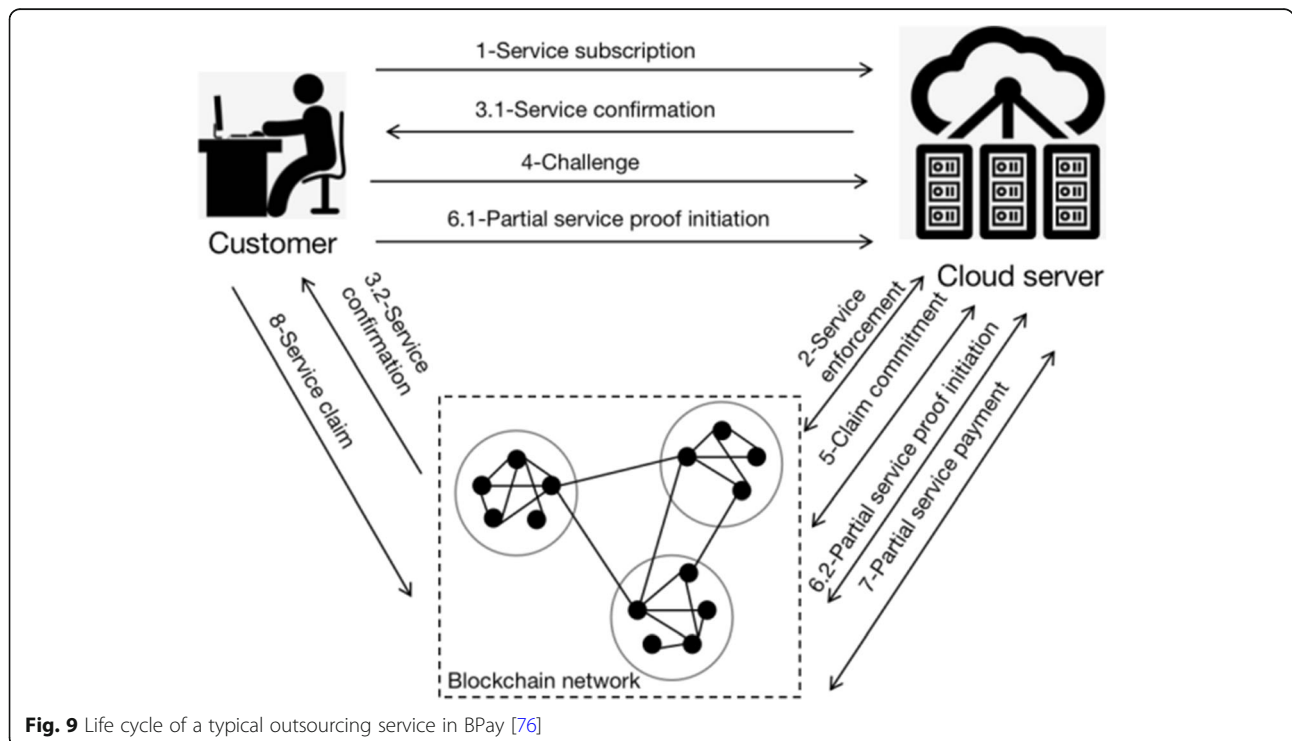 1-Service subscription
3.1-Service confirmation
4-Challenge
6.1-Partial service proof initiation
Customer
Cloud server
3.2-Service
confirmation
8-Service claim
2-Service
enforcement
5-Claim commitment
6.2-Partial service proof initiation
7-Partial service payment
Blockchain network
Fig. 9 Life cycle of a typical outsourcing service in BPay [76]